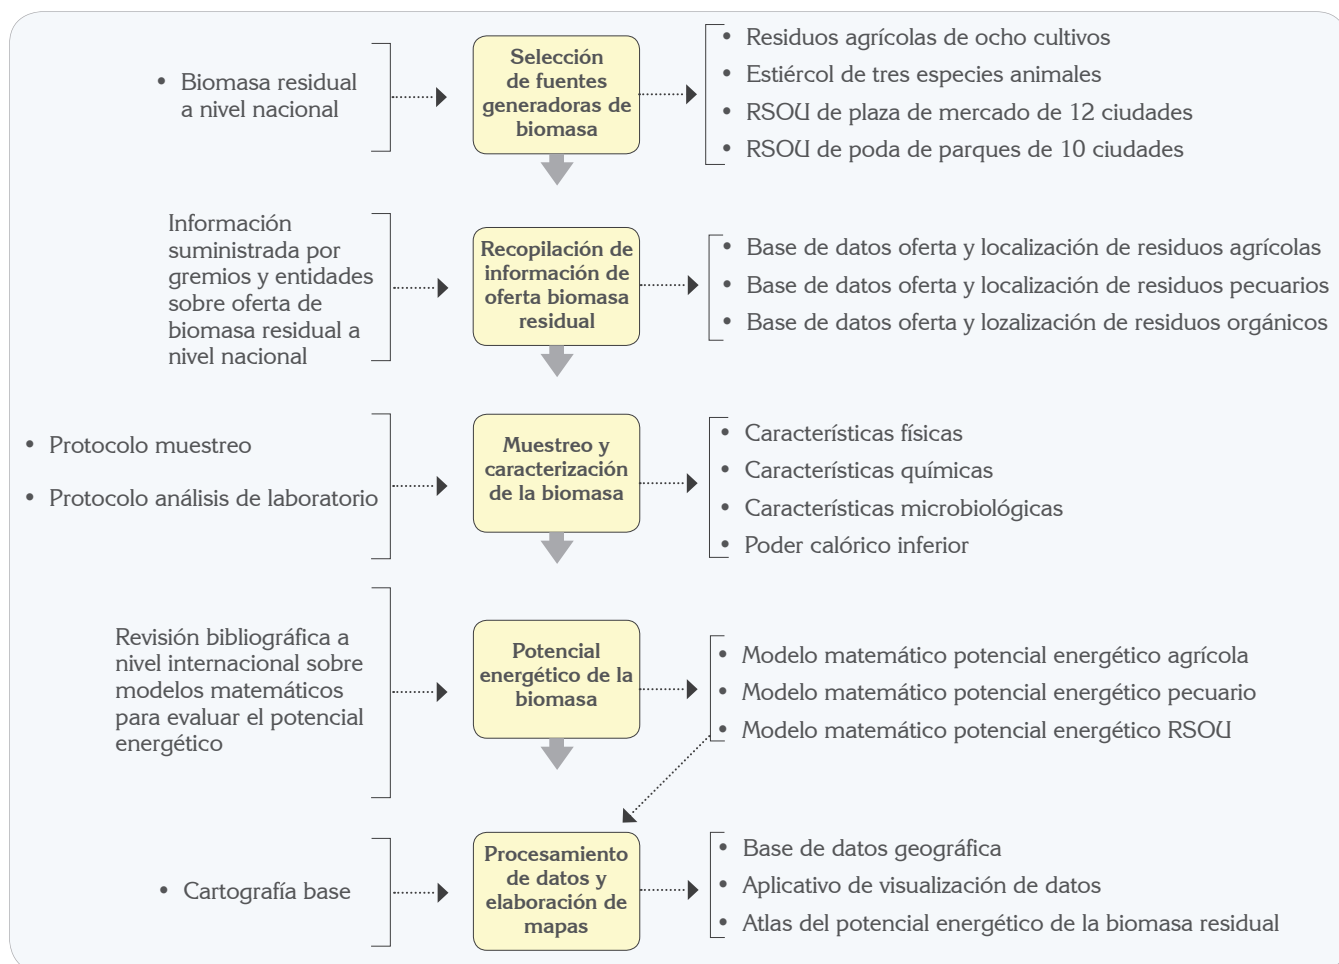 • Biomasa residual
a nivel nacional
Selección
de fuentes
generadoras de
biomasa
• Residuos agrícolas de ocho cultivos
• Estiércol de tres especies animales
• RSOU de plaza de mercado de 12 ciudades
• RSOU de poda de parques de 10 ciudades
Información
suministrada por
gremios y entidades
sobre oferta de
biomasa residual a
nivel nacional
Recopilación de
información de
oferta biomasa
residual
• Base de datos oferta y localización de residuos agrícolas
• Base de datos oferta y localización de residuos pecuarios
• Base de datos oferta y lozalización de residuos orgánicos
• Protocolo muestreo
• Protocolo análisis de laboratorio
Muestreo y
caracterización
de la biomasa
• Características físicas
• Características químicas
• Características microbiológicas
• Poder calórico inferior
Revisión bibliográfica a
nivel internacional sobre
modelos matemáticos
para evaluar el potencial
energético
Potencial
energético de la
biomasa
• Modelo matemático potencial energético agrícola
• Modelo matemático potencial energético pecuario
• Modelo matemático potencial energético RSOU
• Cartografía base
Procesamiento
de datos y
elaboración de
mapas
• Base de datos geográfica
• Aplicativo de visualización de datos
• Atlas del potencial energético de la biomasa residual